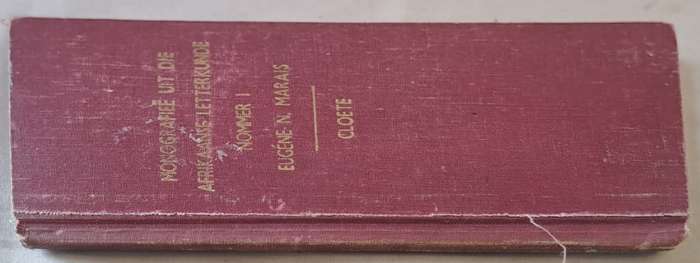 MONOGRAFIEË UIT DIE
AFRIKAANSE LETTERKUNDE
NOMMER I
EUGÈNE N. MARAIS
CLOETE